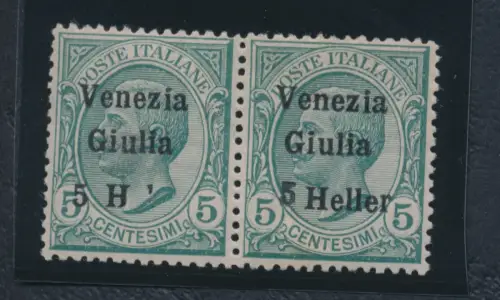 POSTE ITALIANE
Venezia
Giulia
5 H '
5 5
CENTESIMI
POSTE ITALIANE
Venezia
Giulia
5 Heller
5 5
CENTESIMI